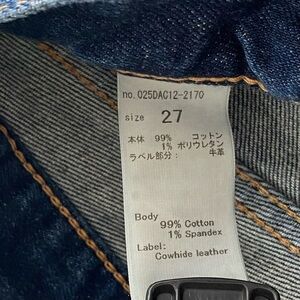 no. 025DAC12-2170
size 27
本体 99% コットン
1% ポリウレタン
ラベル部分： 牛革
Body
99% Cotton
1% Spandex
Label:
Cowhide leather